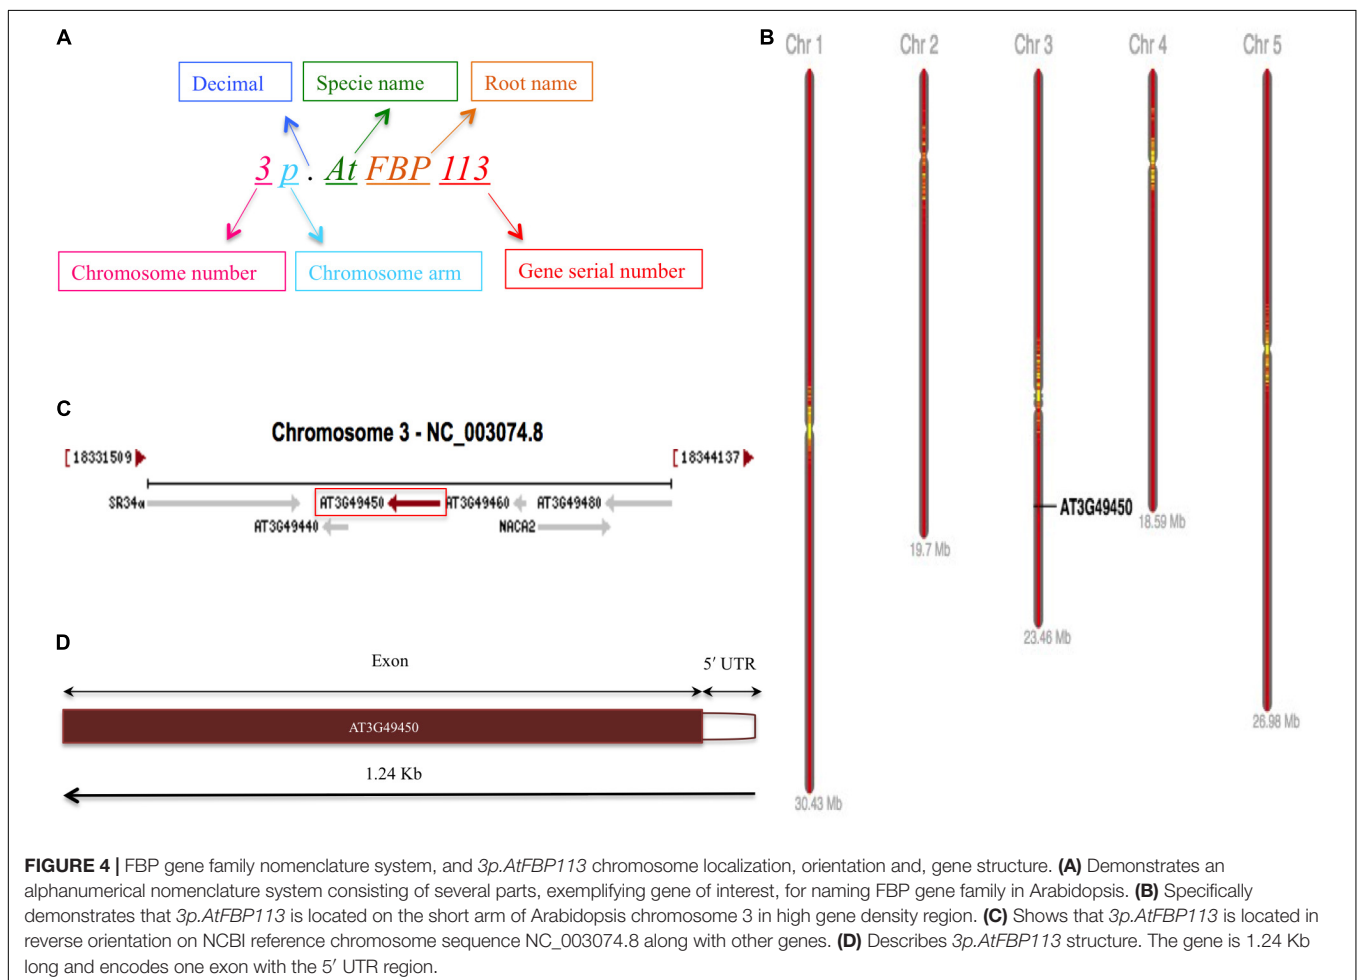 A
Decimal
Specie name
Root name
3 p . At FBP 113
Chromosome number
Chromosome arm
Gene serial number
B
Chr 1
Chr 2
Chr 3
Chr 4
Chr 5
AT3G49450
18.59 Mb
19.7 Mb
23.46 Mb
26.98 Mb
30.43 Mb
C
Chromosome 3 - NC_003074.8
[18331509
[18344137
SR34a
AT3G49450
AT3G49460
AT3G49480
AT3G49440
NACA2
D
Exon
5′ UTR
AT3G49450
1.24 Kb
FIGURE 4 | FBP gene family nomenclature system, and 3p.AtFBP113 chromosome localization, orientation and, gene structure. (A) Demonstrates an
alphanumerical nomenclature system consisting of several parts, exemplifying gene of interest, for naming FBP gene family in Arabidopsis. (B) Specifically
demonstrates that 3p.AtFBP113 is located on the short arm of Arabidopsis chromosome 3 in high gene density region. (C) Shows that 3p.AtFBP113 is located in
reverse orientation on NCBI reference chromosome sequence NC_003074.8 along with other genes. (D) Describes 3p.AtFBP113 structure. The gene is 1.24 Kb
long and encodes one exon with the 5′ UTR region.